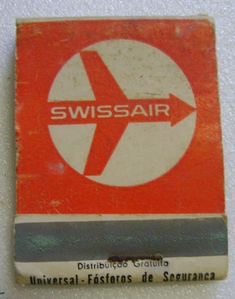 SWISSAIR
Distribuição Gratuita
Universal-Fósforos de Segurança